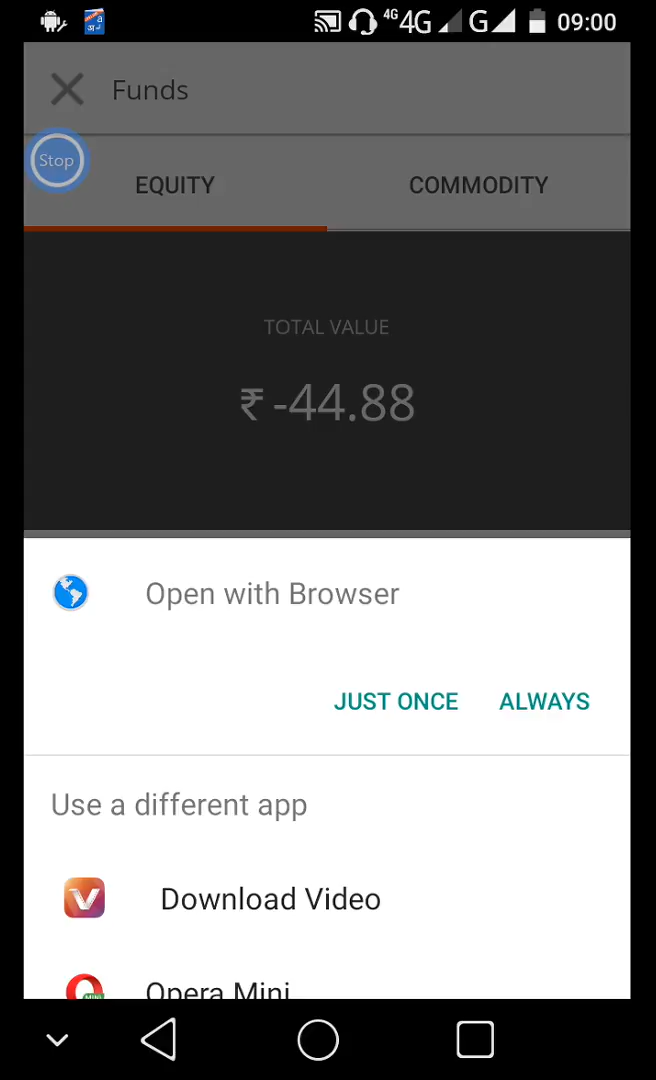 4G 4G G 09:00
Funds
Stop
EQUITY COMMODITY
TOTAL VALUE
₹ -44.88
Open with Browser
JUST ONCE ALWAYS
Use a different app
Download Video
Opera Mini